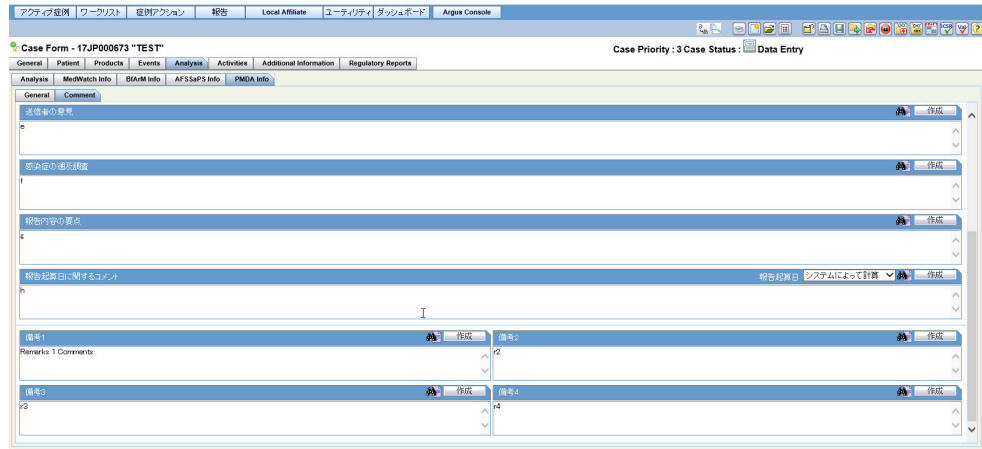 アクティブ症例 ワークリスト 症例アクション 報告 Local Affiliate ユーティリティ ダッシュボード Argus Console
Case Form - 17JP000673 "TEST" Case Priority : 3 Case Status : Data Entry
General Patient Products Events Analysis Activities Additional Information Regulatory Reports
Analysis MedWatch Info BfArM Info AFSSaPS Info PMDA Info
General Comment
送信者の意見 作成
e
感染症の遡及調査 作成
f
報告内容の要点 作成
g
報告起算日に関するコメント 報告起算日 システムによって計算 作成
h
備考1 作成 備考2 作成
Remarks 1 Comments r2
備考3 作成 備考4 作成
r3 r4